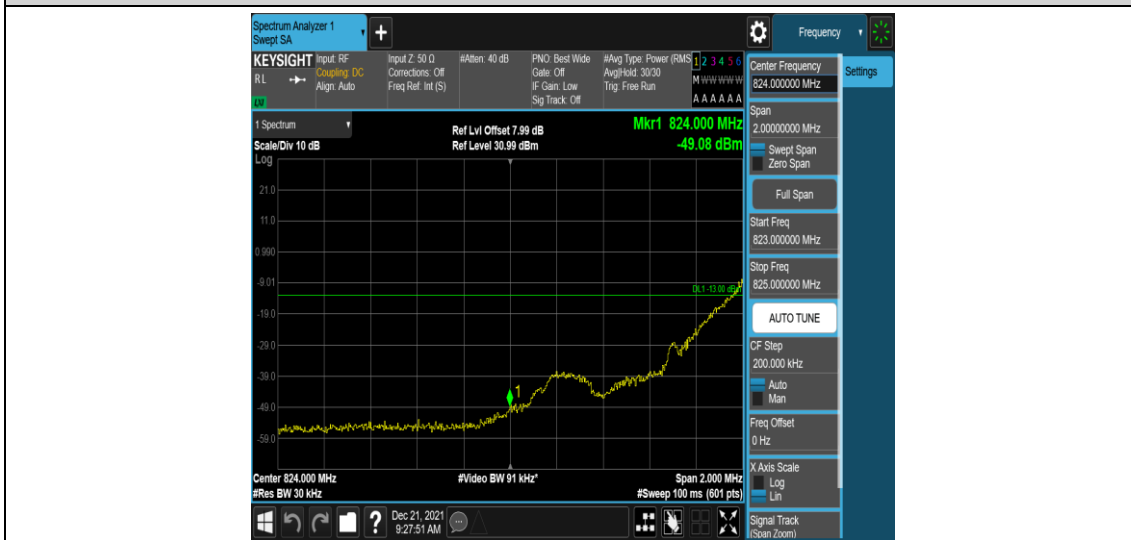 Spectrum Analyzer 1
Swept SA
Frequency
KEYSIGHT
RL
LXI
Input: RF
Coupling: DC
Align: Auto
Input Z: 50 Ω
Corrections: Off
Freq Ref: Int (S)
#Atten: 40 dB
PNO: Best Wide
Gate: Off
IF Gain: Low
Sig Track: Off
#Avg Type: Power (RMS
Avg|Hold: 30/30
Trig: Free Run
1 2 3 4 5 6
M W W W W W
A A A A A A
1 Spectrum
Scale/Div 10 dB
Log
Ref Lvl Offset 7.99 dB
Ref Level 30.99 dBm
Mkr1 824.000 MHz
-49.08 dBm
21.0
11.0
0.990
-9.01
DL1 -13.00 dBm
-19.0
-29.0
-39.0
1
-49.0
-59.0
Center 824.000 MHz
#Video BW 91 kHz*
Span 2.000 MHz
#Res BW 30 kHz
#Sweep 100 ms (601 pts)
Dec 21, 2021
9:27:51 AM
Center Frequency
824.000000 MHz
Settings
Span
2.00000000 MHz
Swept Span
Zero Span
Full Span
Start Freq
823.000000 MHz
Stop Freq
825.000000 MHz
AUTO TUNE
CF Step
200.000 kHz
Auto
Man
Freq Offset
0 Hz
X Axis Scale
Log
Lin
Signal Track
(Span Zoom)